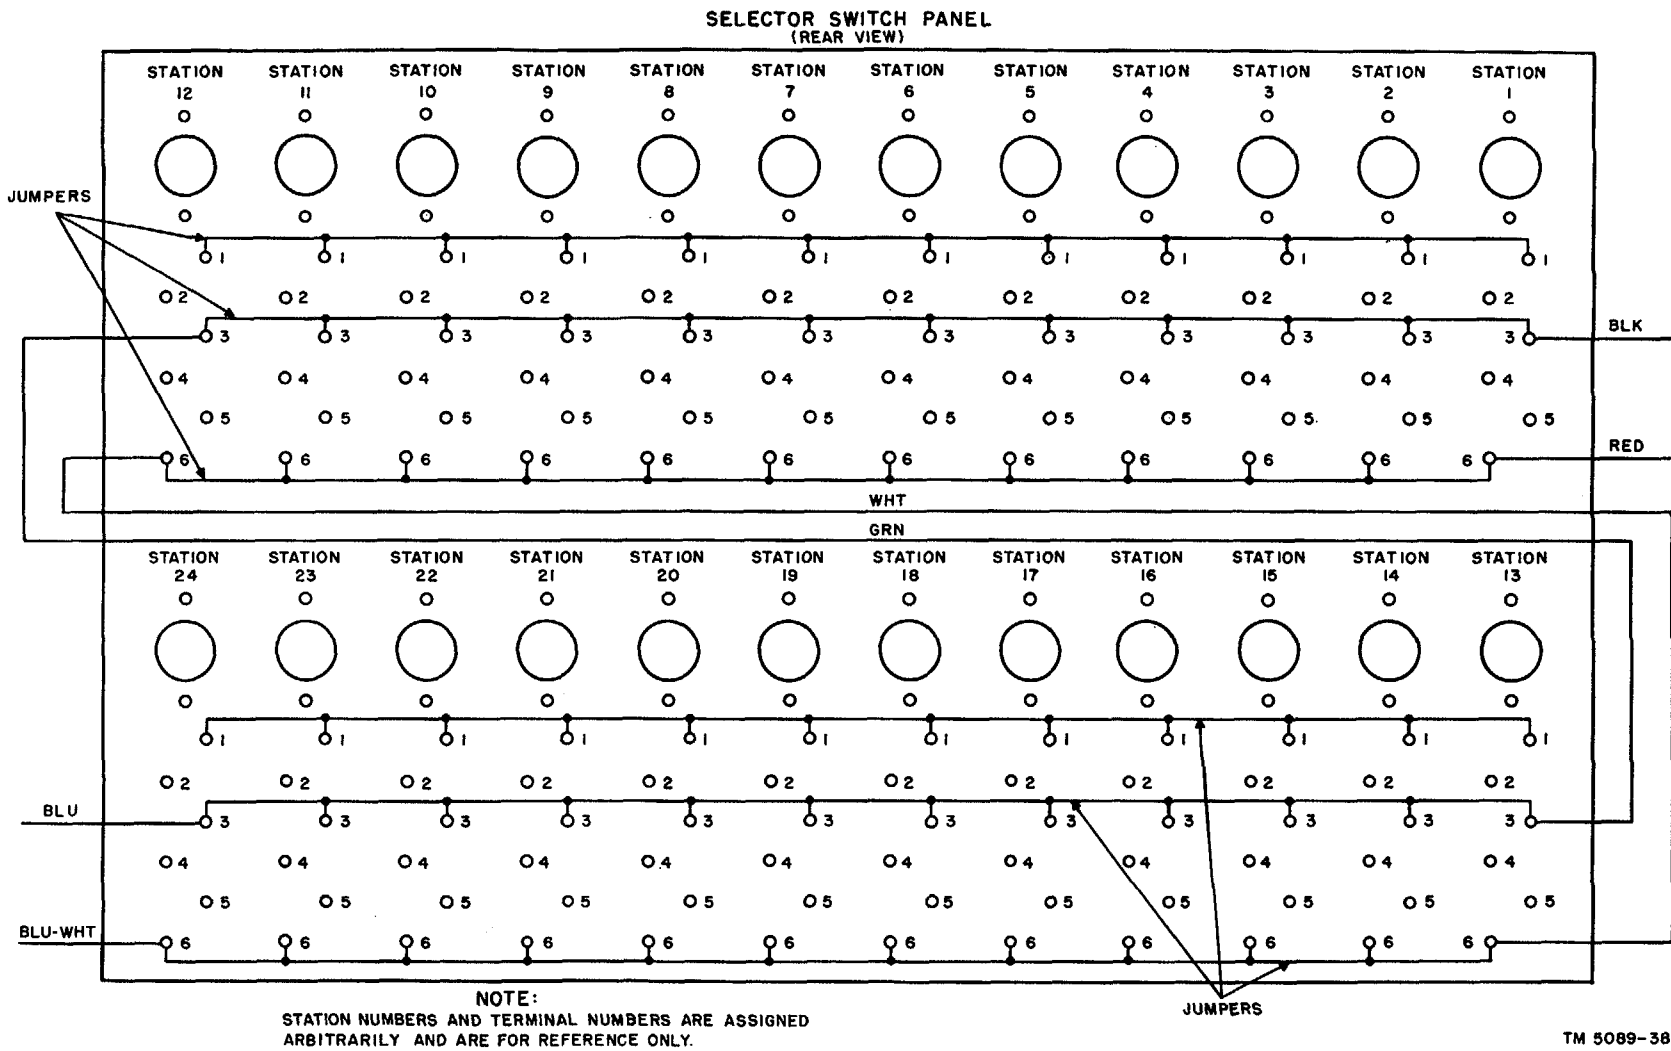 SELECTOR SWITCH PANEL
(REAR VIEW)
STATION STATION STATION STATION STATION STATION STATION STATION STATION STATION STATION STATION
12 11 10 9 8 7 6 5 4 3 2 1
JUMPERS
1 1 1 1 1 1 1 1 1 1 1 1
2 2 2 2 2 2 2 2 2 2 2 2
BLK
3 3 3 3 3 3 3 3 3 3 3 3
4 4 4 4 4 4 4 4 4 4 4 4
5 5 5 5 5 5 5 5 5 5 5 5
RED
6 6 6 6 6 6 6 6 6 6 6 6
WHT
GRN
STATION STATION STATION STATION STATION STATION STATION STATION STATION STATION STATION STATION
24 23 22 21 20 19 18 17 16 15 14 13
1 1 1 1 1 1 1 1 1 1 1 1
2 2 2 2 2 2 2 2 2 2 2 2
BLU
3 3 3 3 3 3 3 3 3 3 3 3
4 4 4 4 4 4 4 4 4 4 4 4
5 5 5 5 5 5 5 5 5 5 5 5
BLU-WHT
6 6 6 6 6 6 6 6 6 6 6 6
JUMPERS
NOTE:
STATION NUMBERS AND TERMINAL NUMBERS ARE ASSIGNED
ARBITRARILY AND ARE FOR REFERENCE ONLY.
TM 5089-38